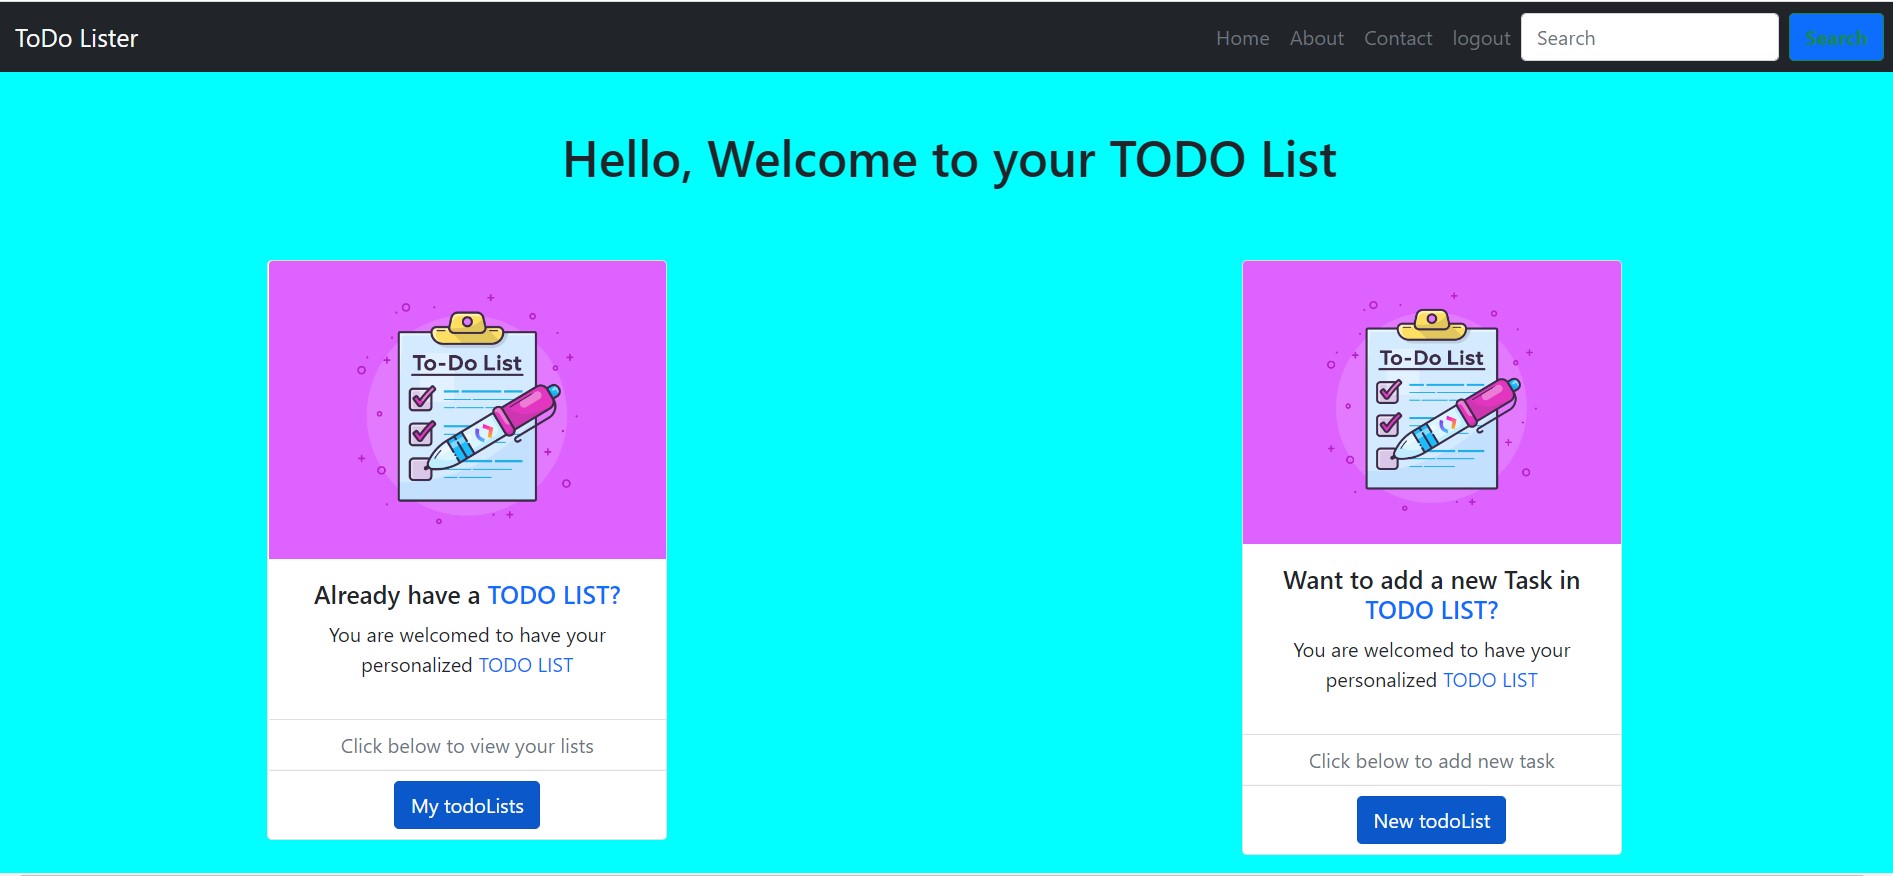 ToDo Lister
Home About Contact logout Search Search
Hello, Welcome to your TODO List
To-Do List
Already have a TODO LIST?
You are welcomed to have your
personalized TODO LIST
Click below to view your lists
My todoLists
To-Do List
Want to add a new Task in
TODO LIST?
You are welcomed to have your
personalized TODO LIST
Click below to add new task
New todoList